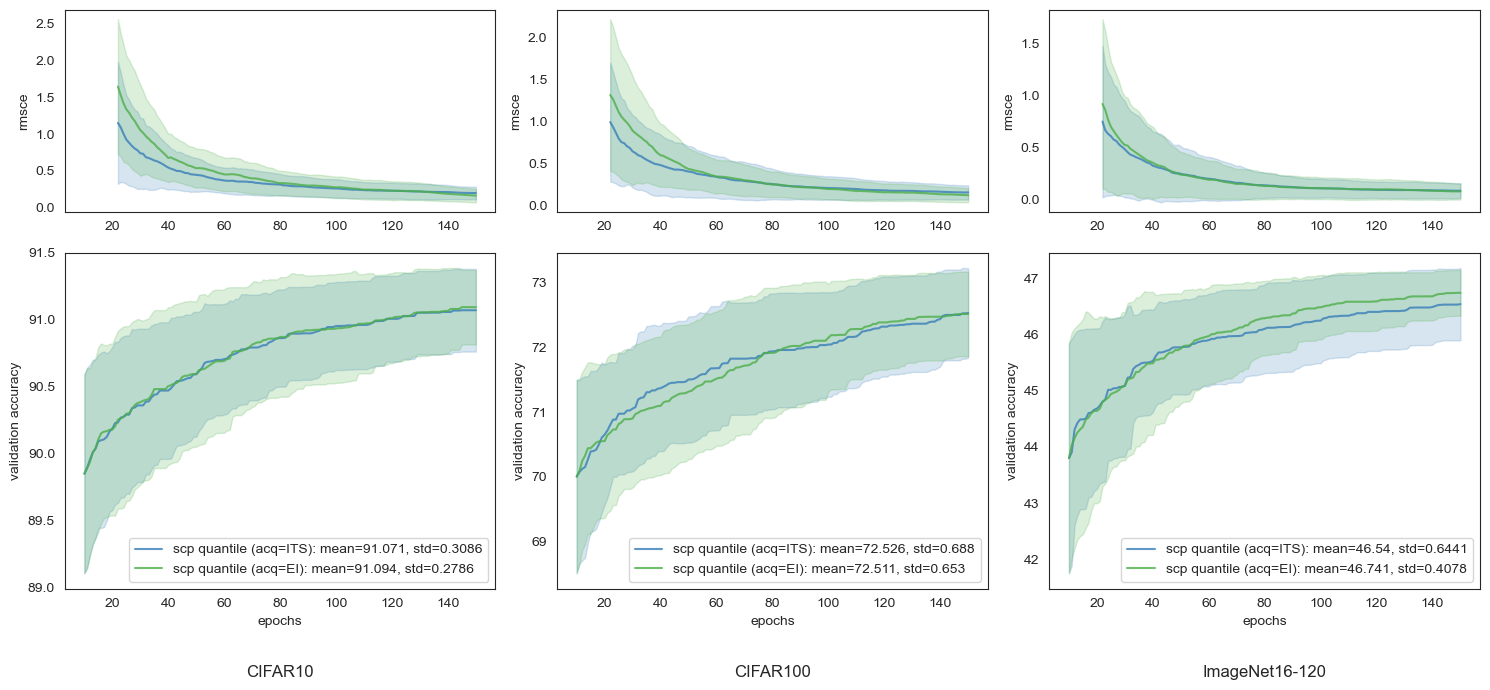 2.5
2.0
1.5
1.0
0.5
0.0
rmsce
20 40 60 80 100 120 140
2.0
1.5
1.0
0.5
0.0
rmsce
20 40 60 80 100 120 140
1.5
1.0
0.5
0.0
rmsce
20 40 60 80 100 120 140
91.5
91.0
90.5
90.0
89.5
89.0
validation accuracy
scp quantile (acq=ITS): mean=91.071, std=0.3086
scp quantile (acq=EI): mean=91.094, std=0.2786
20 40 60 80 100 120 140
epochs
73
72
71
70
69
validation accuracy
scp quantile (acq=ITS): mean=72.526, std=0.688
scp quantile (acq=EI): mean=72.511, std=0.653
20 40 60 80 100 120 140
epochs
47
46
45
44
43
42
validation accuracy
scp quantile (acq=ITS): mean=46.54, std=0.6441
scp quantile (acq=EI): mean=46.741, std=0.4078
20 40 60 80 100 120 140
epochs
CIFAR10
CIFAR100
ImageNet16-120